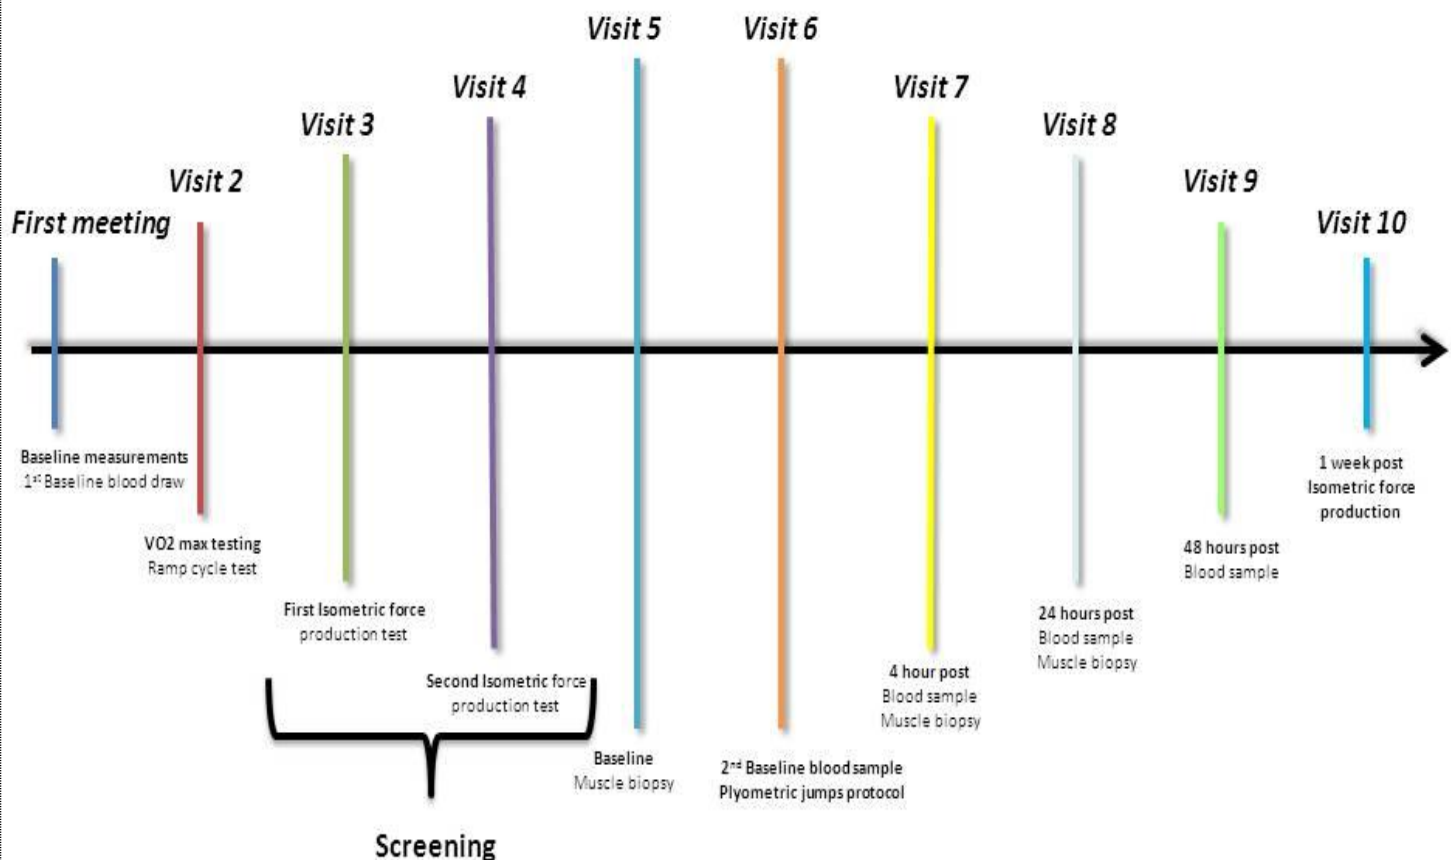 First meeting
Baseline measurements
1st Baseline blood draw
Visit 2
VO2 max testing
Ramp cycle test
Visit 3
First Isometric force
production test
Visit 4
Second Isometric force
production test
Screening
Visit 5
Baseline
Muscle biopsy
Visit 6
2nd Baseline blood sample
Plyometric jumps protocol
Visit 7
4 hour post
Blood sample
Muscle biopsy
Visit 8
24 hours post
Blood sample
Muscle biopsy
Visit 9
48 hours post
Blood sample
Visit 10
1 week post
Isometric force
production